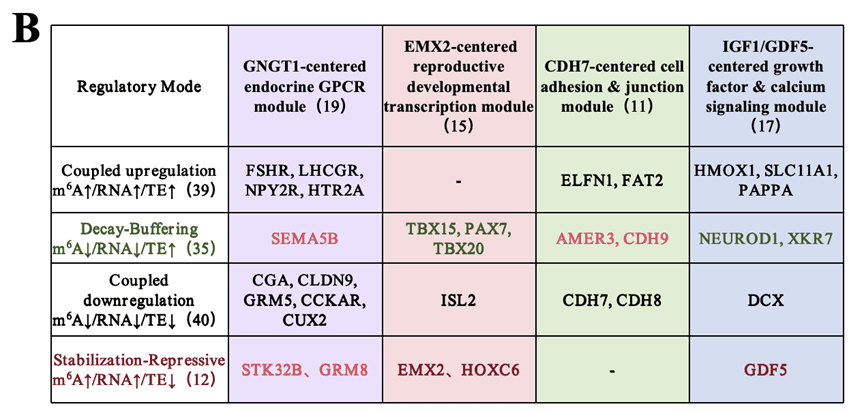 B
Regulatory Mode
GNGT1-centered
endocrine GPCR
module（19）
EMX2-centered
reproductive
developmental
transcription module
（15）
CDH7-centered cell
adhesion & junction
module（11）
IGF1/GDF5-
centered growth
factor & calcium
signaling module
（17）
Coupled upregulation
m⁶A↑/RNA↑/TE↑（39）
FSHR, LHCGR,
NPY2R, HTR2A
-
ELFN1, FAT2
HMOX1, SLC11A1,
PAPPA
Decay-Buffering
m⁶A↓/RNA↓/TE↑（35）
SEMA5B
TBX15, PAX7,
TBX20
AMER3, CDH9
NEUROD1, XKR7
Coupled
downregulation
m⁶A↓/RNA↓/TE↓（40）
CGA, CLDN9,
GRM5, CCKAR,
CUX2
ISL2
CDH7, CDH8
DCX
Stabilization-Repressive
m⁶A↑/RNA↑/TE↓（12）
STK32B、GRM8
EMX2、HOXC6
-
GDF5